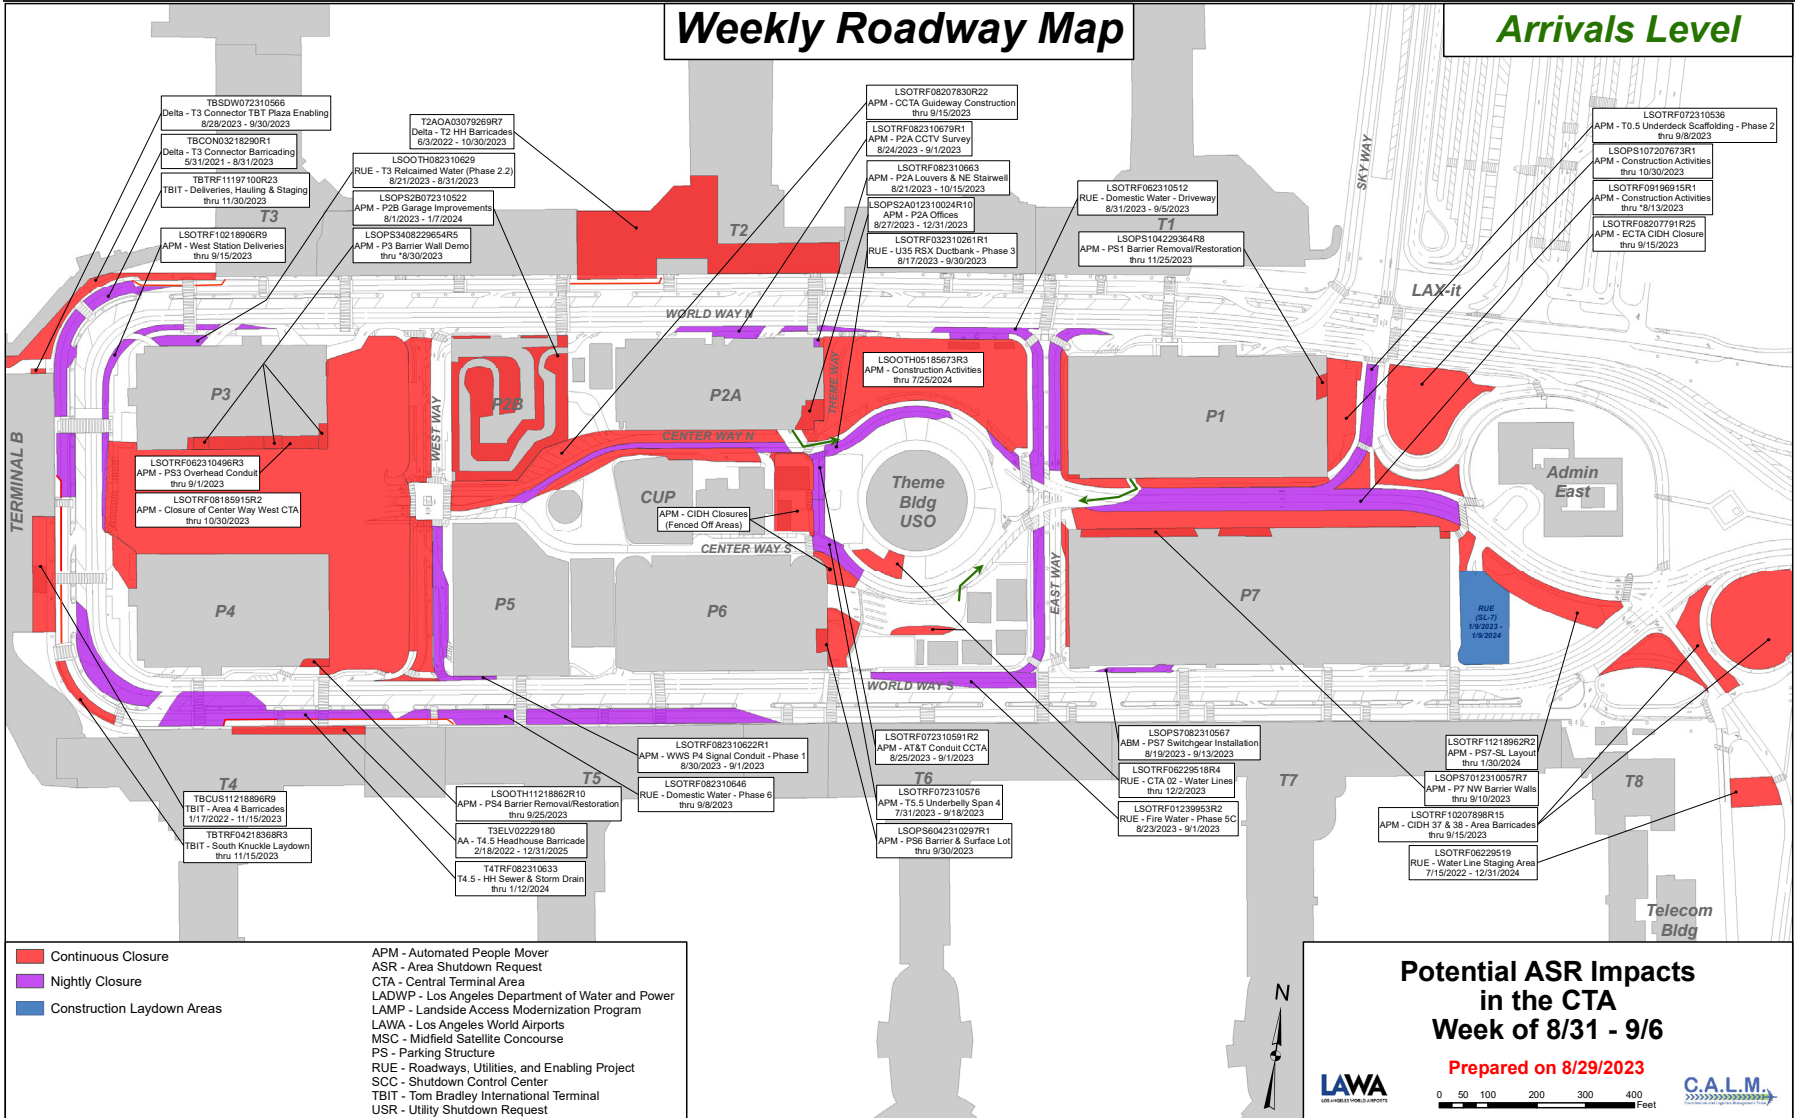 Weekly Roadway Map
Arrivals Level
TBSDW072310566
Delta - T3 Connector TBT Plaza Enabling
8/28/2023 - 9/30/2023
TBCON03218290R1
Delta - T3 Connector Barricading
5/31/2021 - 8/31/2023
TBTRF11197100R23
TBIT - Deliveries, Hauling & Staging
thru 11/30/2023
LSOTRF10218906R9
APM - West Station Deliveries
thru 9/15/2023
T2AOA03079269R7
Delta - T2 HH Barricades
6/3/2022 - 10/30/2023
LSOOTH082310629
RUE - T3 Relcaimed Water (Phase 2.2)
8/21/2023 - 8/31/2023
LSOPS2B072310522
APM - P2B Garage Improvements
8/1/2023 - 1/7/2024
LSOPS3408229654R5
APM - P3 Barrier Wall Demo
thru *8/30/2023
LSOTRF08207830R22
APM - CCTA Guideway Construction
thru 9/15/2023
LSOTRF082310679R1
APM - P2A CCTV Survey
8/24/2023 - 9/1/2023
LSOTRF082310663
APM - P2A Louvers & NE Stairwell
8/21/2023 - 10/15/2023
LSOPS2A012310024R10
APM - P2A Offices
8/27/2023 - 12/31/2023
LSOTRF032310261R1
RUE - U35 RSX Ductbank - Phase 3
8/17/2023 - 9/30/2023
LSOTRF062310512
RUE - Domestic Water - Driveway
8/31/2023 - 9/5/2023
LSOPS104229364R8
APM - PS1 Barrier Removal/Restoration
thru 11/25/2023
LSOTRF072310536
APM - T0.5 Underdeck Scaffolding - Phase 2
thru 9/8/2023
LSOPS107207673R1
APM - Construction Activities
thru 10/30/2023
LSOTRF09196915R1
APM - Construction Activities
thru *8/13/2023
LSOTRF08207791R25
APM - ECTA CIDH Closure
thru 9/15/2023
T3
T2
T1
SKY WAY
LAX-it
WORLD WAY N
LSOOTH05185673R3
APM - Construction Activities
thru 7/25/2024
P3
P2B
P2A
THEME WAY
P1
WEST WAY
CENTER WAY N
TERMINAL B
LSOTRF062310496R3
APM - PS3 Overhead Conduit
thru 9/1/2023
LSOTRF08185915R2
APM - Closure of Center Way West CTA
thru 10/30/2023
CUP
APM - CIDH Closures
(Fenced Off Areas)
CENTER WAY S
Theme
Bldg
USO
Admin
East
P4
P5
P6
EAST WAY
P7
RUE
(SL-7)
1/9/2023 -
1/9/2024
WORLD WAY S
LSOTRF082310622R1
APM - WWS P4 Signal Conduit - Phase 1
8/30/2023 - 9/1/2023
LSOTRF082310646
RUE - Domestic Water - Phase 6
thru 9/8/2023
LSOTRF072310591R2
APM - AT&T Conduit CCTA
8/25/2023 - 9/1/2023
LSOTRF072310576
APM - T5.5 Underbelly Span 4
7/31/2023 - 9/18/2023
LSOPS6042310297R1
APM - PS6 Barrier & Surface Lot
thru 9/30/2023
LSOPS7082310567
ABM - PS7 Switchgear Installation
8/19/2023 - 9/13/2023
LSOTRF06229518R4
RUE - CTA 02 - Water Lines
thru 12/2/2023
LSOTRF01239953R2
RUE - Fire Water - Phase 5C
8/23/2023 - 9/1/2023
LSOTRF11218962R2
APM - PS7-SL Layout
thru 1/30/2024
LSOPS7012310057R7
APM - P7 NW Barrier Walls
thru 9/10/2023
LSOTRF10207898R15
APM - CIDH 37 & 38 - Area Barricades
thru 9/15/2023
LSOTRF06229519
RUE - Water Line Staging Area
7/15/2022 - 12/31/2024
T4
T5
T6
T7
T8
TBCUS11218896R9
TBIT - Area 4 Barricades
1/17/2022 - 11/15/2023
TBTRF04218368R3
TBIT - South Knuckle Laydown
thru 11/15/2023
LSOOTH11218862R10
APM - PS4 Barrier Removal/Restoration
thru 9/25/2023
T3ELV02229180
AA - T4.5 Headhouse Barricade
2/18/2022 - 12/31/2025
T4TRF082310633
T4.5 - HH Sewer & Storm Drain
thru 1/12/2024
Telecom
Bldg
Continuous Closure
Nightly Closure
Construction Laydown Areas
APM - Automated People Mover
ASR - Area Shutdown Request
CTA - Central Terminal Area
LADWP - Los Angeles Department of Water and Power
LAMP - Landside Access Modernization Program
LAWA - Los Angeles World Airports
MSC - Midfield Satellite Concourse
PS - Parking Structure
RUE - Roadways, Utilities, and Enabling Project
SCC - Shutdown Control Center
TBIT - Tom Bradley International Terminal
USR - Utility Shutdown Request
N
Potential ASR Impacts
in the CTA
Week of 8/31 - 9/6
Prepared on 8/29/2023
LAWA
LOS ANGELES WORLD AIRPORTS
0 50 100 200 300 400
Feet
C.A.L.M.